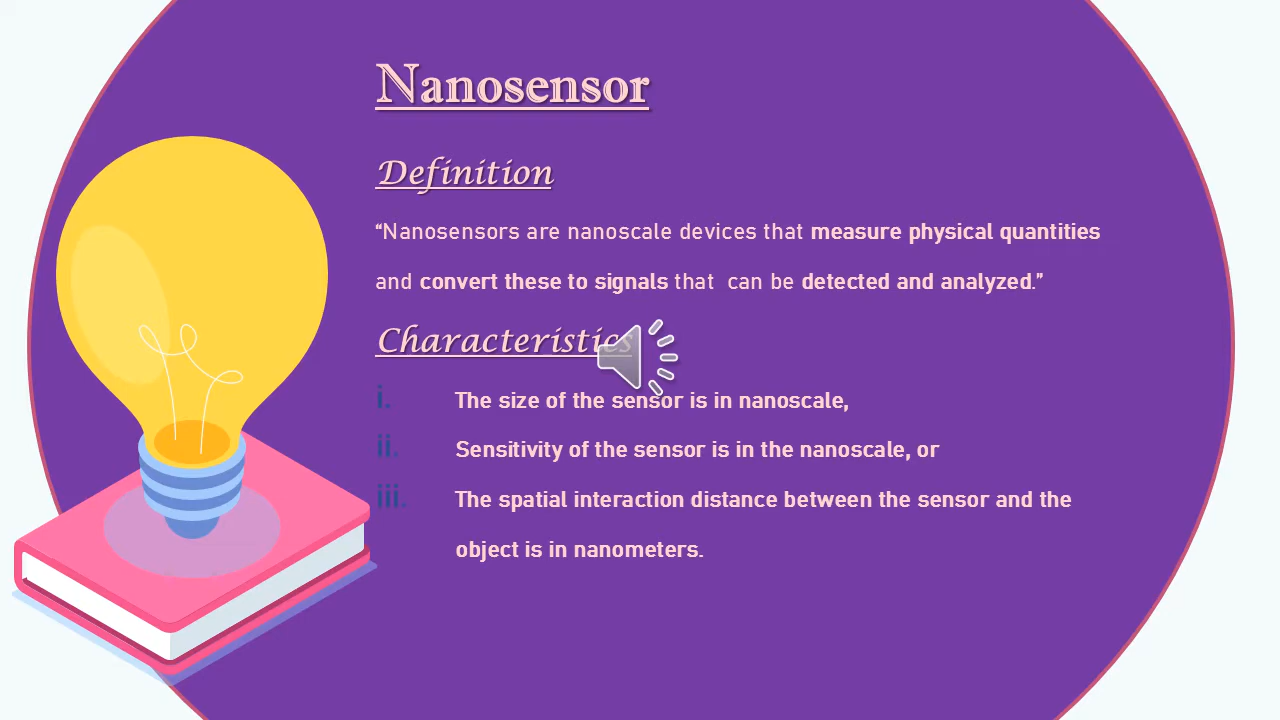 Nanosensor
Definition
“Nanosensors are nanoscale devices that measure physical quantities
and convert these to signals that  can be detected and analyzed.”
Characteristics
i. The size of the sensor is in nanoscale,
ii. Sensitivity of the sensor is in the nanoscale, or
iii. The spatial interaction distance between the sensor and the
object is in nanometers.